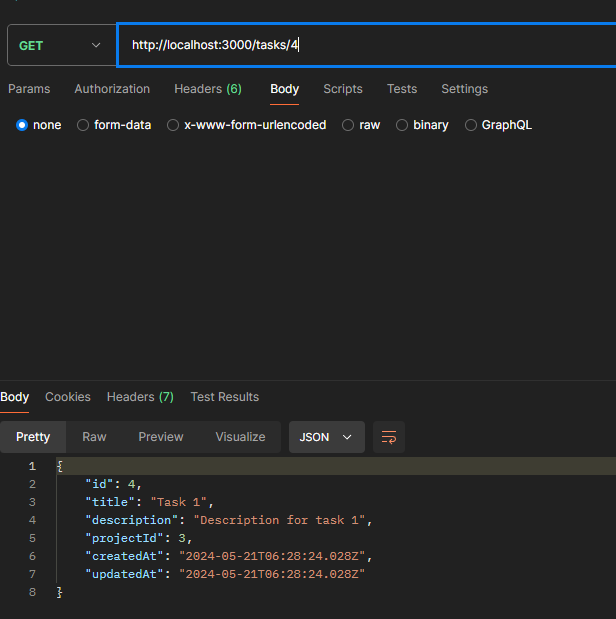 GET http://localhost:3000/tasks/4
Params Authorization Headers (6) Body Scripts Tests Settings
none form-data x-www-form-urlencoded raw binary GraphQL
Body Cookies Headers (7) Test Results
Pretty Raw Preview Visualize JSON
1 {
2 "id": 4,
3 "title": "Task 1",
4 "description": "Description for task 1",
5 "projectId": 3,
6 "createdAt": "2024-05-21T06:28:24.028Z",
7 "updatedAt": "2024-05-21T06:28:24.028Z"
8 }